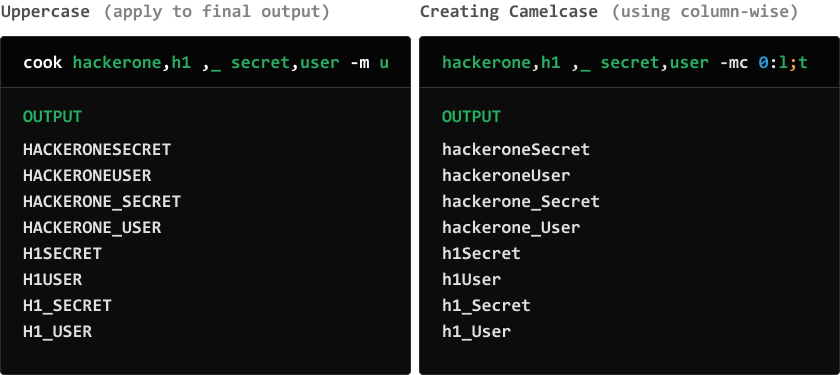 Uppercase (apply to final output)
cook hackerone,h1 ,_ secret,user -m u
OUTPUT
HACKERONESECRET
HACKERONEUSER
HACKERONE_SECRET
HACKERONE_USER
H1SECRET
H1USER
H1_SECRET
H1_USER
Creating Camelcase (using column-wise)
hackerone,h1 ,_ secret,user -mc 0:l;t
OUTPUT
hackeroneSecret
hackeroneUser
hackerone_Secret
hackerone_User
h1Secret
h1User
h1_Secret
h1_User